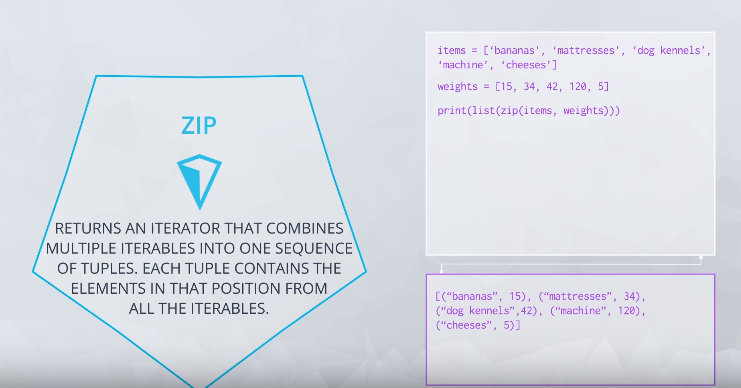 ZIP
RETURNS AN ITERATOR THAT COMBINES
MULTIPLE ITERABLES INTO ONE SEQUENCE
OF TUPLES. EACH TUPLE CONTAINS THE
ELEMENTS IN THAT POSITION FROM
ALL THE ITERABLES.
items = [‘bananas’, ‘mattresses’, ‘dog kennels’,
‘machine’, ‘cheeses’]
weights = [15, 34, 42, 120, 5]
print(list(zip(items, weights)))
[(“bananas”, 15), (“mattresses”, 34),
(“dog kennels”,42), (“machine”, 120),
(“cheeses”, 5)]